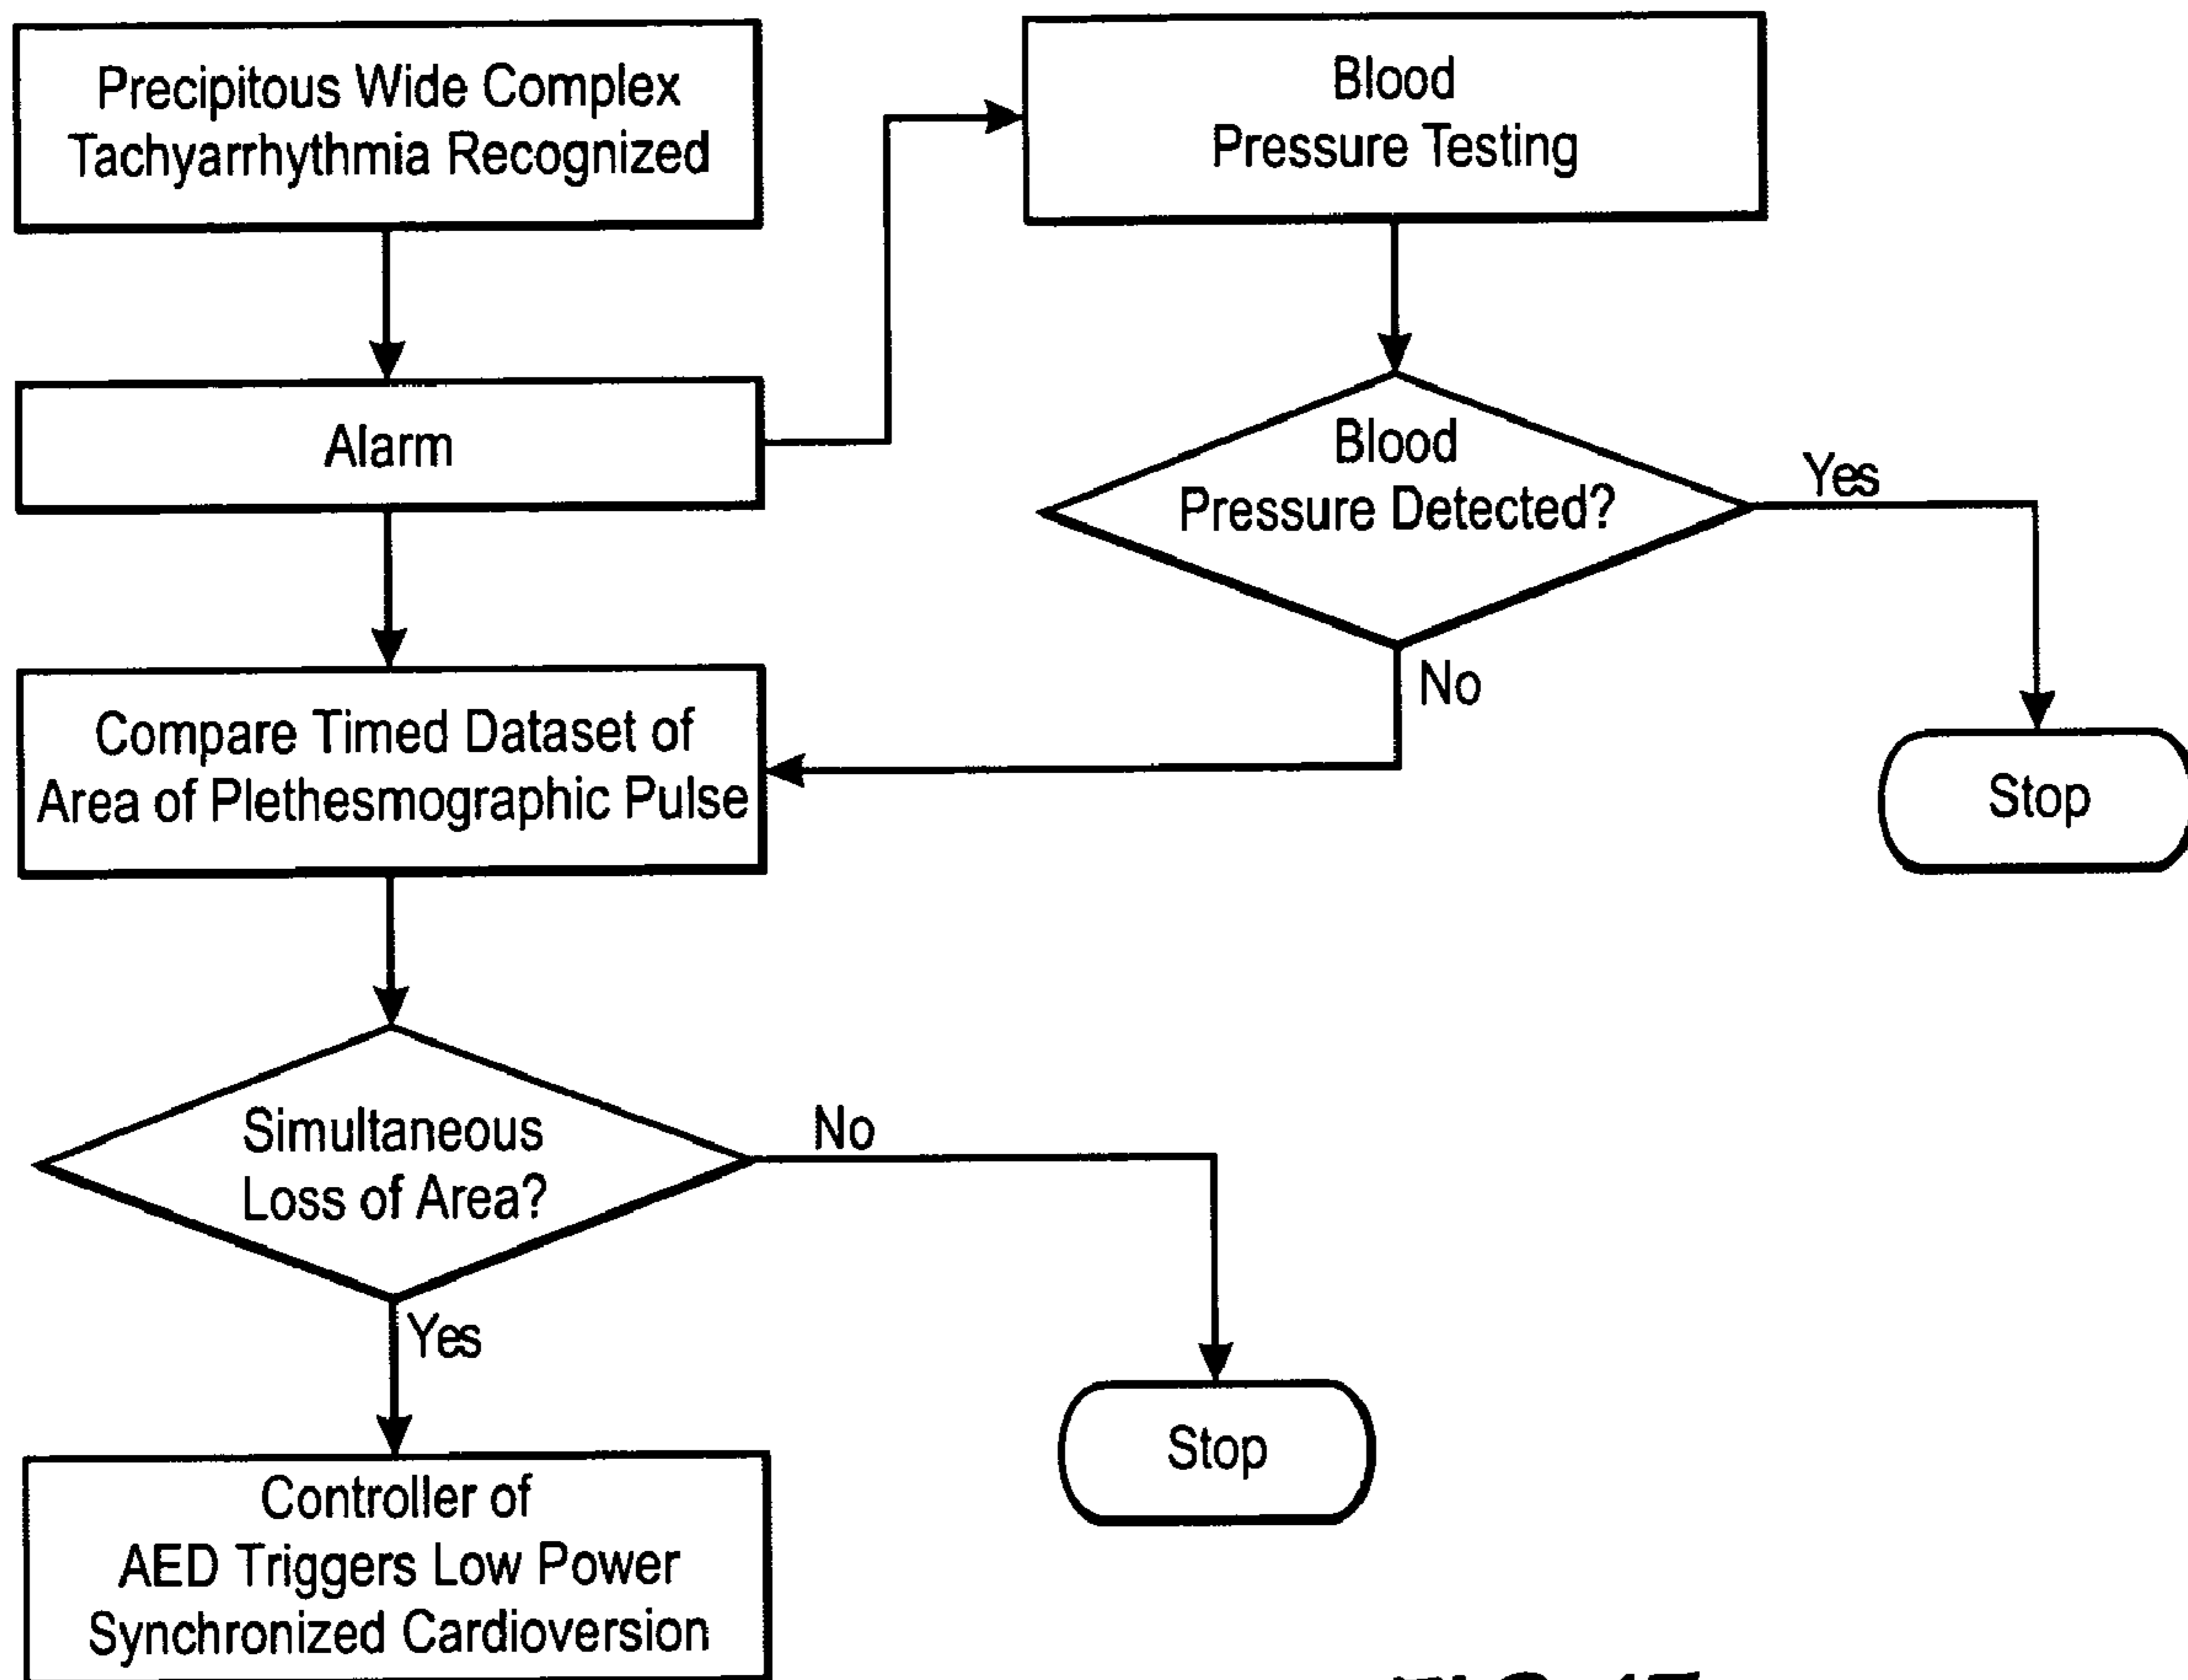 Precipitous Wide Complex
Tachyarrhythmia Recognized
Blood
Pressure Testing
Alarm
Blood
Pressure Detected?
Yes
No
Compare Timed Dataset of
Area of Plethesmographic Pulse
Stop
Simultaneous
Loss of Area?
No
Yes
Stop
Controller of
AED Triggers Low Power
Synchronized Cardioversion